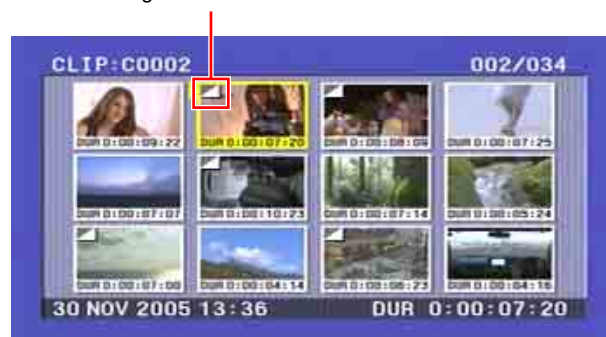 CLIP:C0002 002/034
DUR 0:00:09:22 DUR 0:00:07:20 DUR 0:00:08:09 DUR 0:00:07:25
DUR 0:00:07:07 DUR 0:00:10:23 DUR 0:00:07:14 DUR 0:00:05:24
DUR 0:00:07:00 DUR 0:00:04:14 DUR 0:00:06:23 DUR 0:00:04:16
30 NOV 2005 13:36 DUR 0:00:07:20